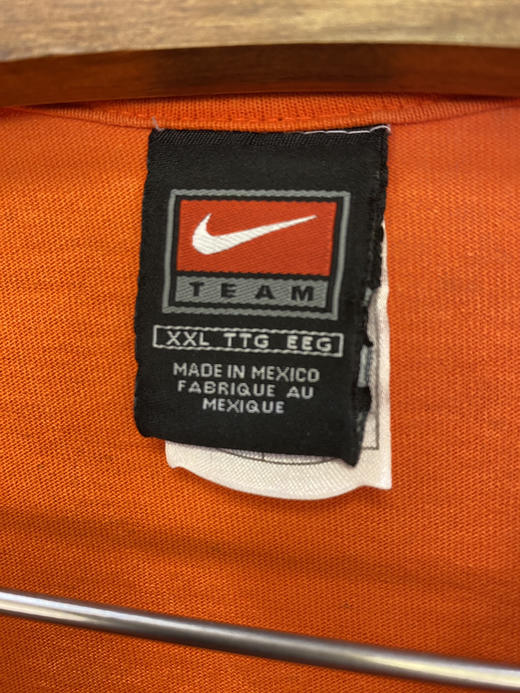 TEAM
XXL TTG EEG
MADE IN MEXICO
FABRIQUE AU
MEXIQUE